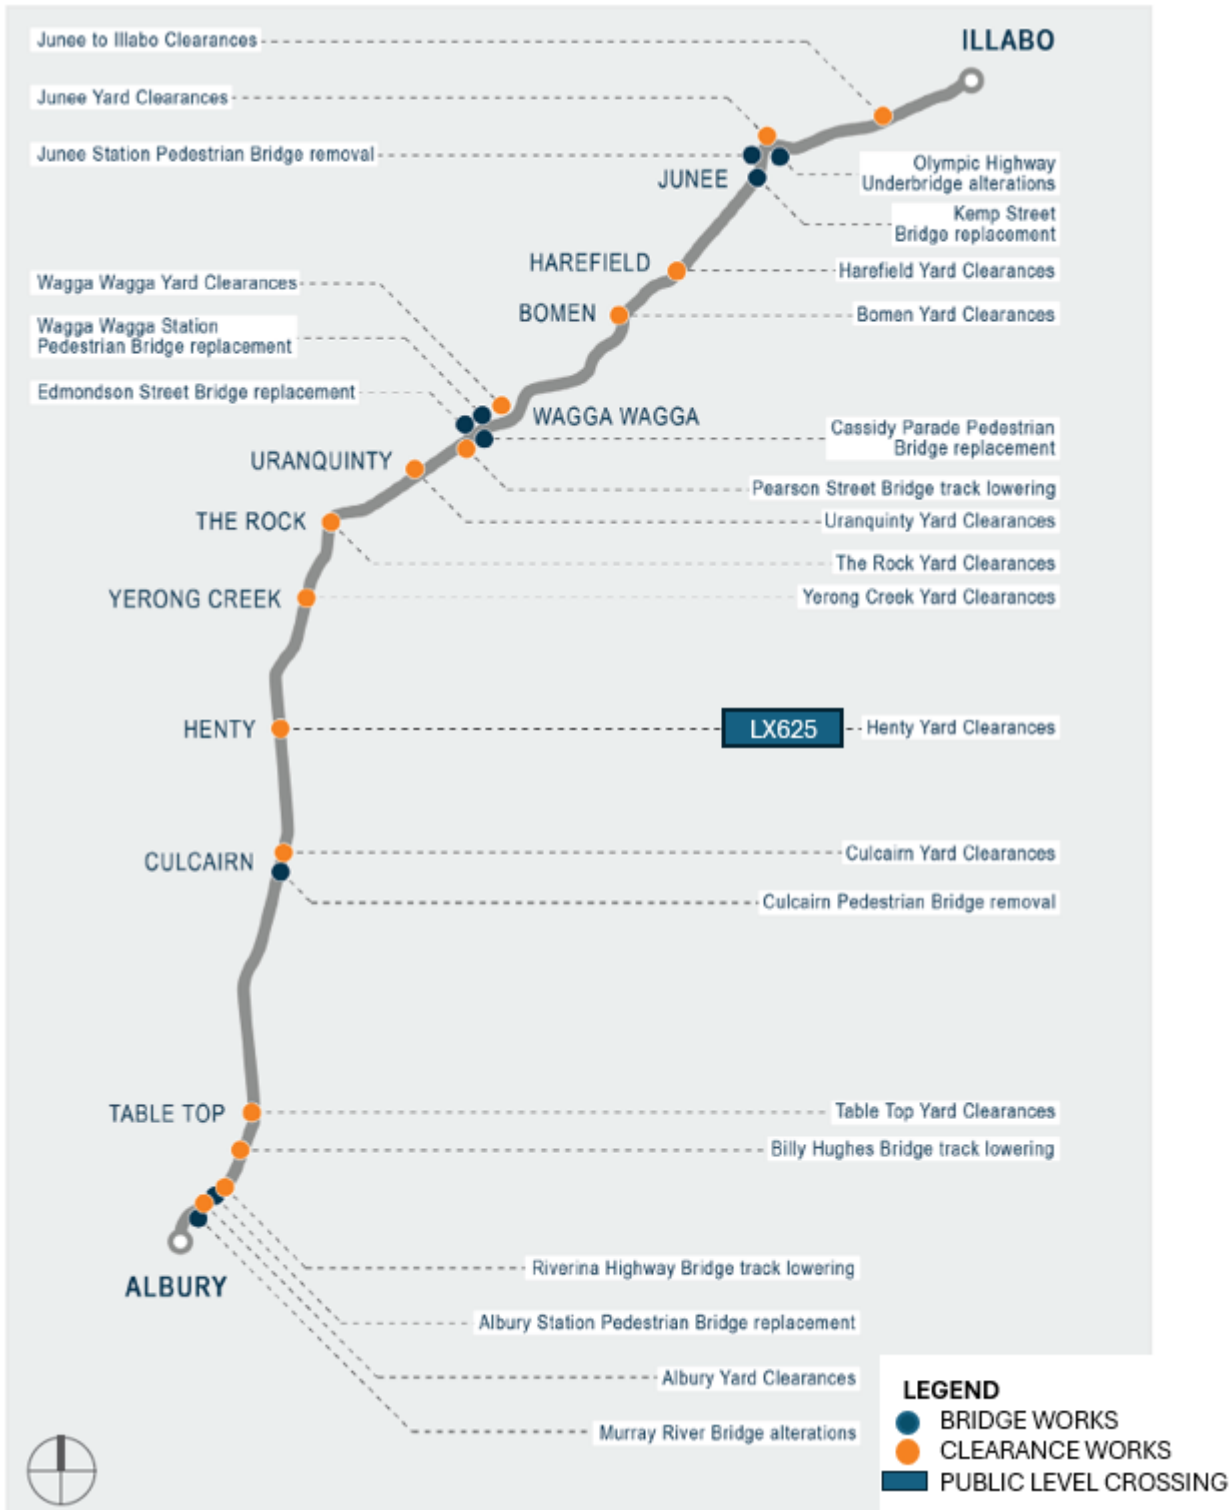 Junee to Illabo Clearances
ILLABO
Junee Yard Clearances
Junee Station Pedestrian Bridge removal
Olympic Highway
Underbridge alterations
JUNEE
Kemp Street
Bridge replacement
HAREFIELD
Harefield Yard Clearances
Wagga Wagga Yard Clearances
BOMEN
Bomen Yard Clearances
Wagga Wagga Station
Pedestrian Bridge replacement
Edmondson Street Bridge replacement
WAGGA WAGGA
Cassidy Parade Pedestrian
Bridge replacement
URANQUINTY
Pearson Street Bridge track lowering
THE ROCK
Uranquinty Yard Clearances
The Rock Yard Clearances
YERONG CREEK
Yerong Creek Yard Clearances
HENTY
LX625
Henty Yard Clearances
CULCAIRN
Culcairn Yard Clearances
Culcairn Pedestrian Bridge removal
TABLE TOP
Table Top Yard Clearances
Billy Hughes Bridge track lowering
ALBURY
Riverina Highway Bridge track lowering
Albury Station Pedestrian Bridge replacement
Albury Yard Clearances
Murray River Bridge alterations
LEGEND
BRIDGE WORKS
CLEARANCE WORKS
PUBLIC LEVEL CROSSING